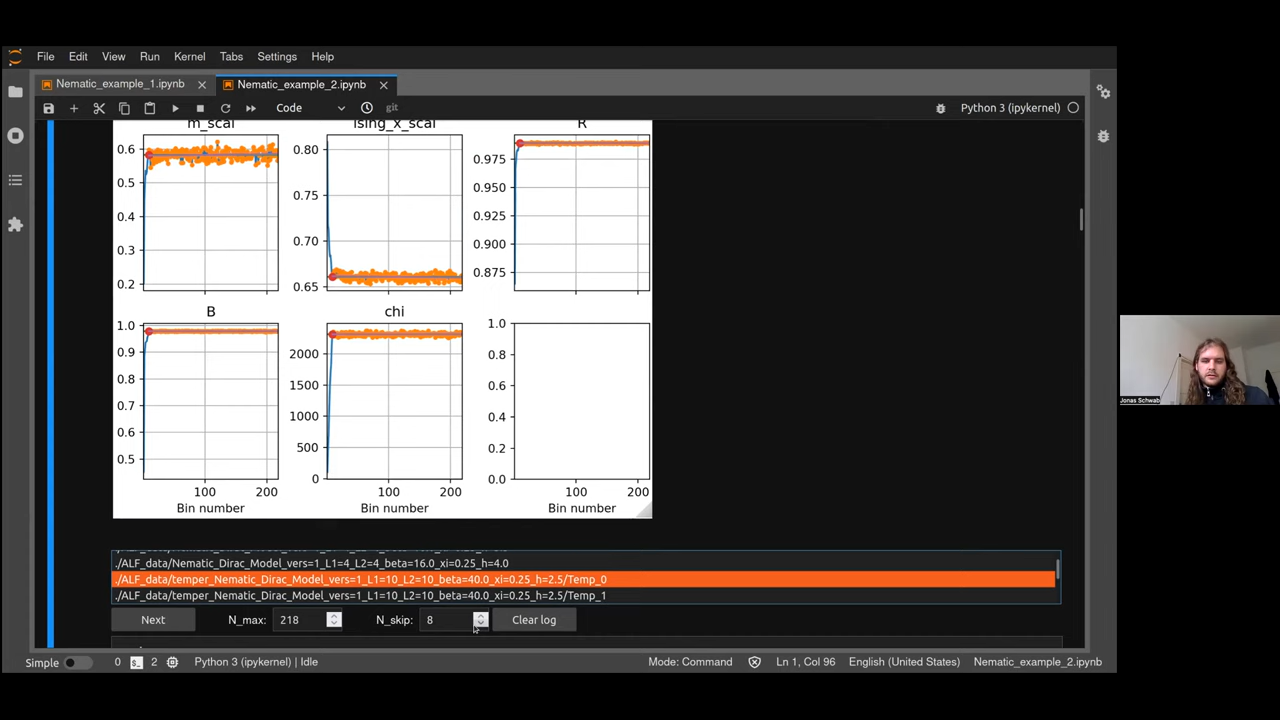 File Edit View Run Kernel Tabs Settings Help
Nematic_example_1.ipynb Nematic_example_2.ipynb
Code git Python 3 (ipykernel)
m_scal ising_x_scal R
0.6 0.5 0.4 0.3 0.2
0.80 0.75 0.70 0.65
0.975 0.950 0.925 0.900 0.875
B chi
1.0 0.9 0.8 0.7 0.6 0.5
2000 1500 1000 500 0
1.0 0.8 0.6 0.4 0.2 0.0
100 200 100 200 100 200
Bin number Bin number Bin number
./ALF_data/Nematic_Dirac_Model_vers=1_L1=4_L2=4_beta=16.0_xi=0.25_h=4.0
./ALF_data/temper_Nematic_Dirac_Model_vers=1_L1=10_L2=10_beta=40.0_xi=0.25_h=2.5/Temp_0
./ALF_data/temper_Nematic_Dirac_Model_vers=1_L1=10_L2=10_beta=40.0_xi=0.25_h=2.5/Temp_1
Next N_max: 218 N_skip: 8 Clear log
Simple 0 2 Python 3 (ipykernel) | Idle Mode: Command Ln 1, Col 96 English (United States) Nematic_example_2.ipynb
Jonas Schwab